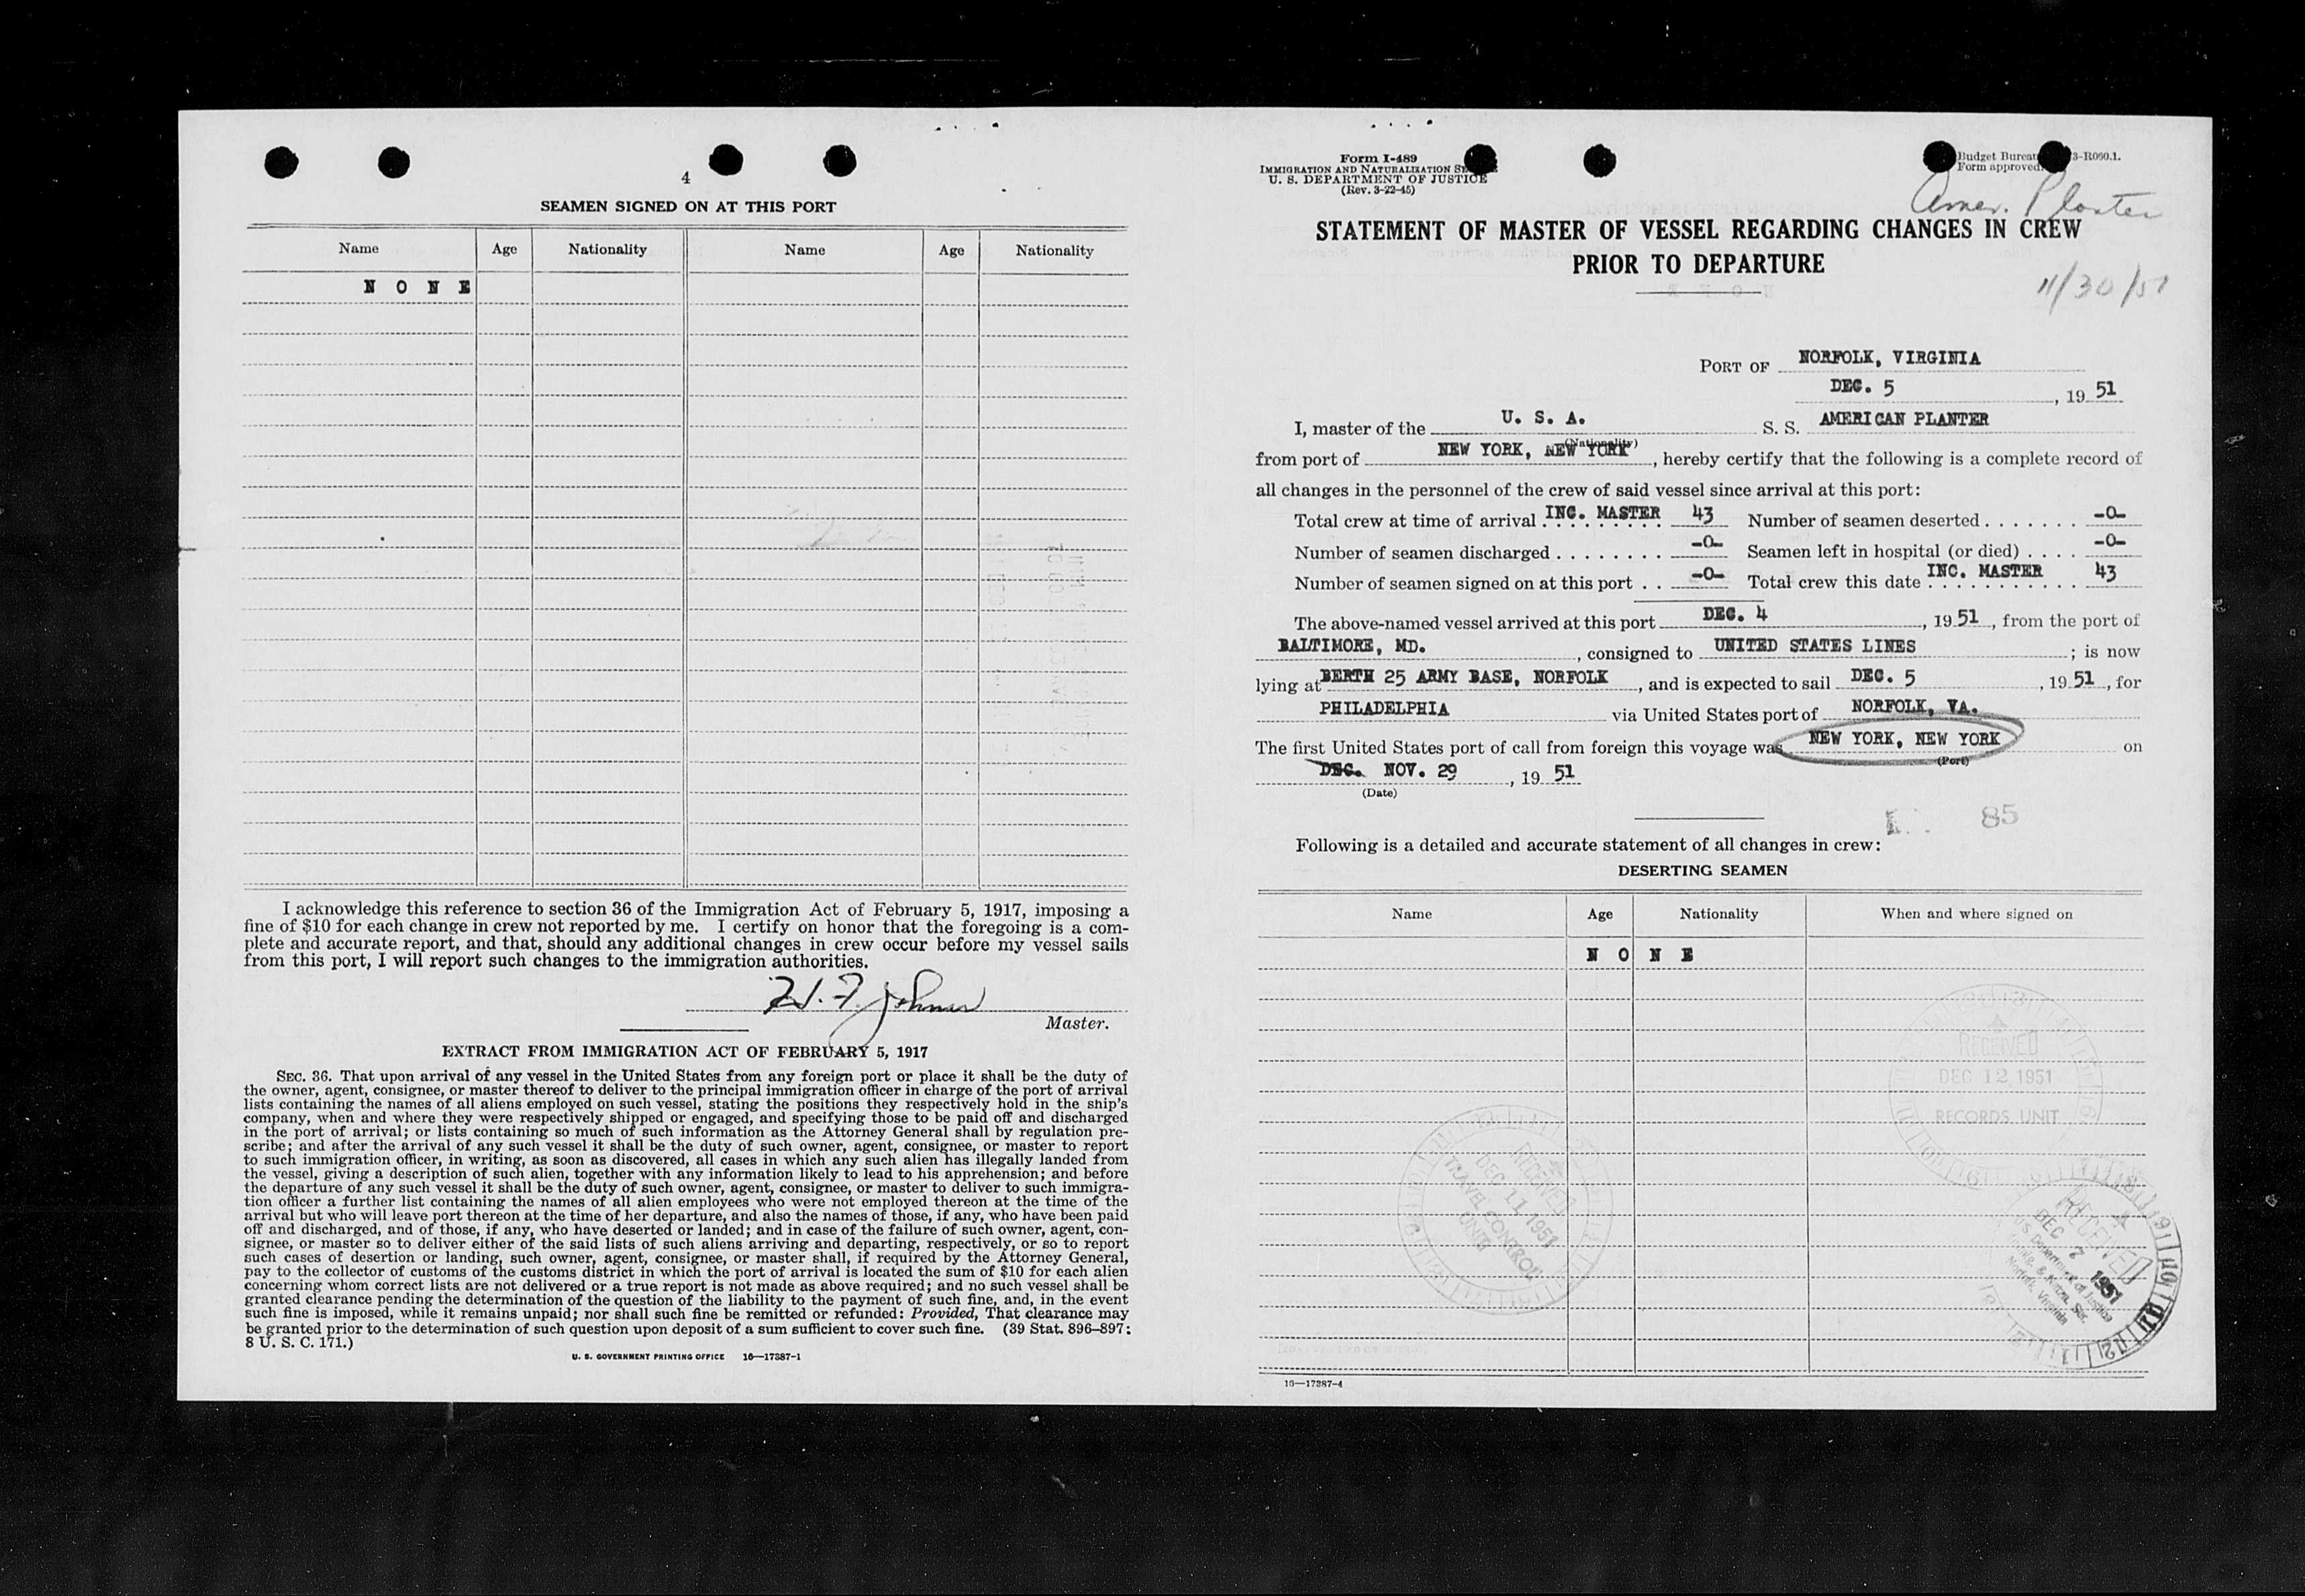 4
SEAMEN SIGNED ON AT THIS PORT
Name Age Nationality Name Age Nationality
N O N E
I acknowledge this reference to section 36 of the Immigration Act of February 5, 1917, imposing a
fine of $10 for each change in crew not reported by me. I certify on honor that the foregoing is a com-
plete and accurate report, and that, should any additional changes in crew occur before my vessel sails
from this port, I will report such changes to the immigration authorities.
Master.
EXTRACT FROM IMMIGRATION ACT OF FEBRUARY 5, 1917
SEC. 36. That upon arrival of any vessel in the United States from any foreign port or place it shall be the duty of
the owner, agent, consignee, or master thereof to deliver to the principal immigration officer in charge of the port of arrival
lists containing the names of all aliens employed on such vessel, stating the positions they respectively hold in the ship's
company, when and where they were respectively shipped or engaged, and specifying those to be paid off and discharged
in the port of arrival; or lists containing so much of such information as the Attorney General shall by regulation pre-
scribe; and after the arrival of any such vessel it shall be the duty of such owner, agent, consignee, or master to report
to such immigration officer, in writing, as soon as discovered, all cases in which any such alien has illegally landed from
the vessel, giving a description of such alien, together with any information likely to lead to his apprehension; and before
the departure of any such vessel it shall be the duty of such owner, agent, consignee, or master to deliver to such immigra-
tion officer a further list containing the names of all alien employees who were not employed thereon at the time of the
arrival but who will leave port thereon at the time of her departure, and also the names of those, if any, who have been paid
off and discharged, and of those, if any, who have deserted or landed; and in case of the failure of such owner, agent, con-
signee, or master so to deliver either of the said lists of such aliens arriving and departing, respectively, or so to report
such cases of desertion or landing, such owner, agent, consignee, or master shall, if required by the Attorney General,
pay to the collector of customs of the customs district in which the port of arrival is located the sum of $10 for each alien
concerning whom correct lists are not delivered or a true report is not made as above required; and no such vessel shall be
granted clearance pending the determination of the question of the liability to the payment of such fine, and, in the event
such fine is imposed, while it remains unpaid; nor shall such fine be remitted or refunded: Provided, That clearance may
be granted prior to the determination of such question upon deposit of a sum sufficient to cover such fine. (39 Stat. 896–897;
8 U. S. C. 171.)
U. S. GOVERNMENT PRINTING OFFICE 16—17387-1
Form I-489
IMMIGRATION AND NATURALIZATION
U. S. DEPARTMENT OF JUSTICE
(Rev. 3-22-45)
Budget Bureau 3-R060.1.
Form approved.
Amer. Planter
STATEMENT OF MASTER OF VESSEL REGARDING CHANGES IN CREW
PRIOR TO DEPARTURE
11/30/51
PORT OF NORFOLK, VIRGINIA
DEC. 5, 19 51
I, master of the U. S. A. S. S. AMERICAN PLANTER
(Nationality)
from port of NEW YORK, NEW YORK, hereby certify that the following is a complete record of
all changes in the personnel of the crew of said vessel since arrival at this port:
Total crew at time of arrival INC. MASTER 43 Number of seamen deserted -0-
Number of seamen discharged -0- Seamen left in hospital (or died) -0-
Number of seamen signed on at this port -0- Total crew this date INC. MASTER 43
The above-named vessel arrived at this port DEC. 4, 19 51, from the port of
BALTIMORE, MD., consigned to UNITED STATES LINES; is now
lying at BERTH 25 ARMY BASE, NORFOLK, and is expected to sail DEC. 5, 19 51, for
PHILADELPHIA via United States port of NORFOLK, VA.
The first United States port of call from foreign this voyage was NEW YORK, NEW YORK on
(Port)
DEC. NOV. 29, 19 51
(Date)
85
Following is a detailed and accurate statement of all changes in crew:
DESERTING SEAMEN
Name Age Nationality When and where signed on
N O N E
RECEIVED
DEC 12 1951
RECORDS UNIT
RECEIVED
DEC 11 1951
TRAVEL CONTROL
UNIT
RECEIVED
DEC 7 1951
US Department of Justice
Norfolk, Virginia
16—17387-4